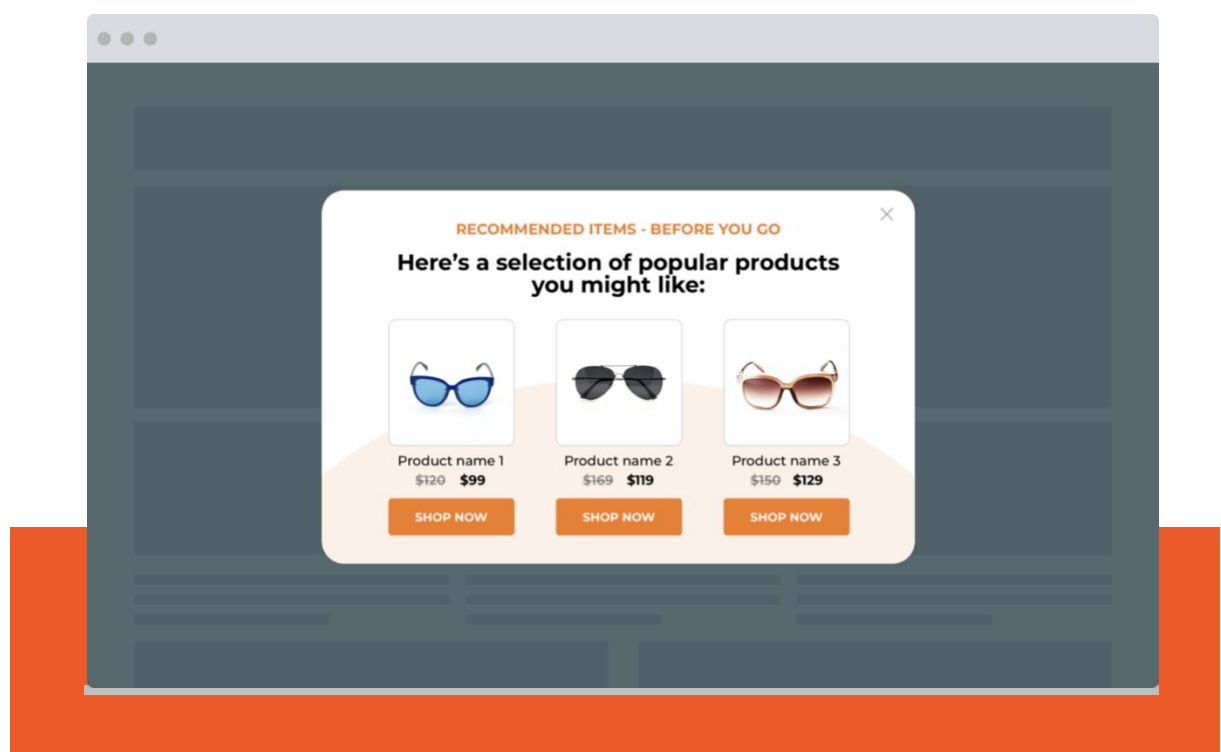 RECOMMENDED ITEMS - BEFORE YOU GO
Here’s a selection of popular products
you might like:
Product name 1
$120 $99
SHOP NOW
Product name 2
$169 $119
SHOP NOW
Product name 3
$150 $129
SHOP NOW